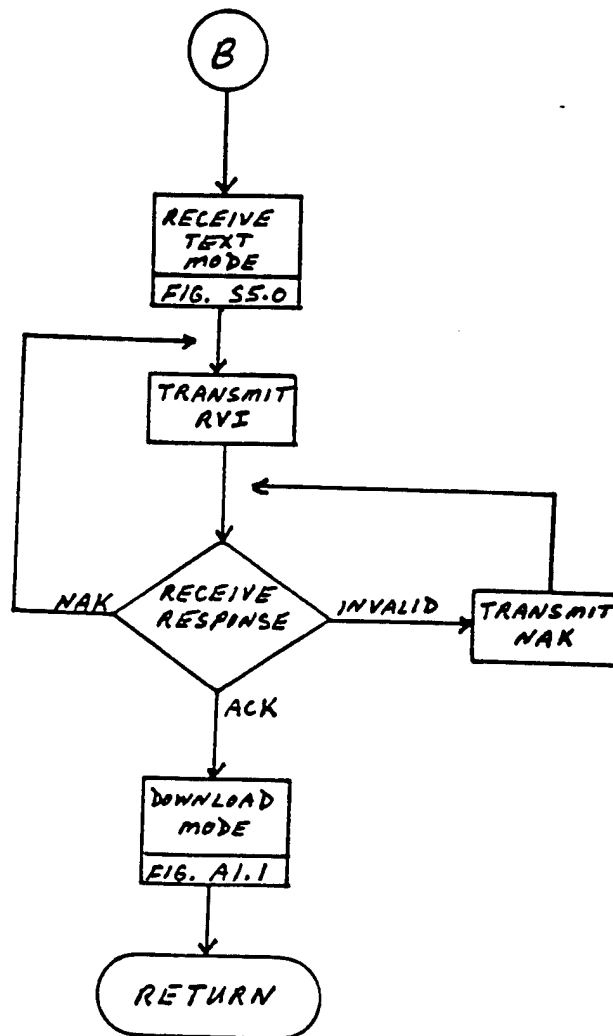 B
RECEIVE
TEXT
MODE
FIG. S5.0
TRANSMIT
RVI
NAK
RECEIVE
RESPONSE
INVALID
TRANSMIT
NAK
ACK
DOWNLOAD
MODE
FIG. A1.1
RETURN